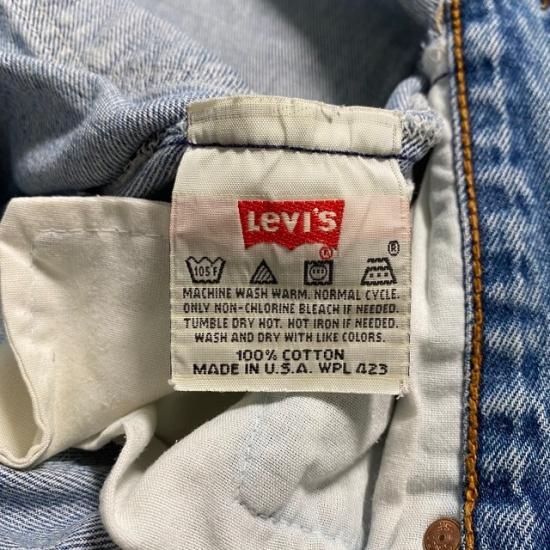 Levi's
®
®
105F
MACHINE WASH WARM. NORMAL CYCLE.
ONLY NON-CHLORINE BLEACH IF NEEDED.
TUMBLE DRY HOT. HOT IRON IF NEEDED.
WASH AND DRY WITH LIKE COLORS.
100% COTTON
MADE IN U.S.A. WPL 423